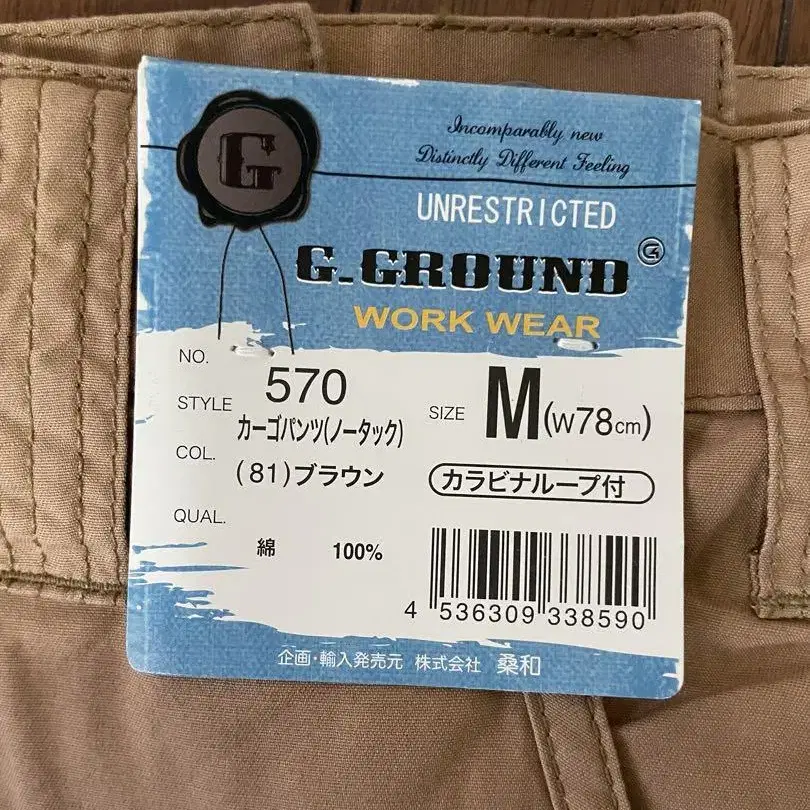 G
Incomparably new
Distinctly Different Feeling
UNRESTRICTED
G.GROUND G
WORK WEAR
NO. 570
STYLE カーゴパンツ(ノータック)
COL. (81)ブラウン
QUAL.
綿 100%
SIZE M(W78cm)
カラビナループ付
4 536309 338590
企画・輸入発売元 株式会社 桑和